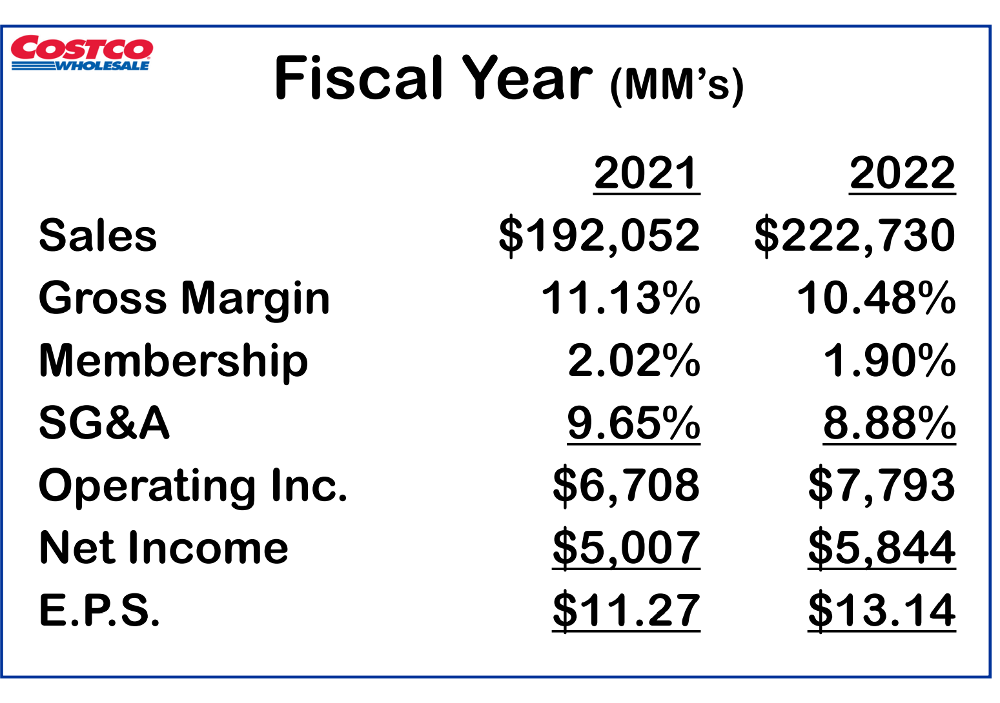 COSTCO
WHOLESALE
Fiscal Year (MM’s)
2021 2022
Sales $192,052 $222,730
Gross Margin 11.13% 10.48%
Membership 2.02% 1.90%
SG&A 9.65% 8.88%
Operating Inc. $6,708 $7,793
Net Income $5,007 $5,844
E.P.S. $11.27 $13.14